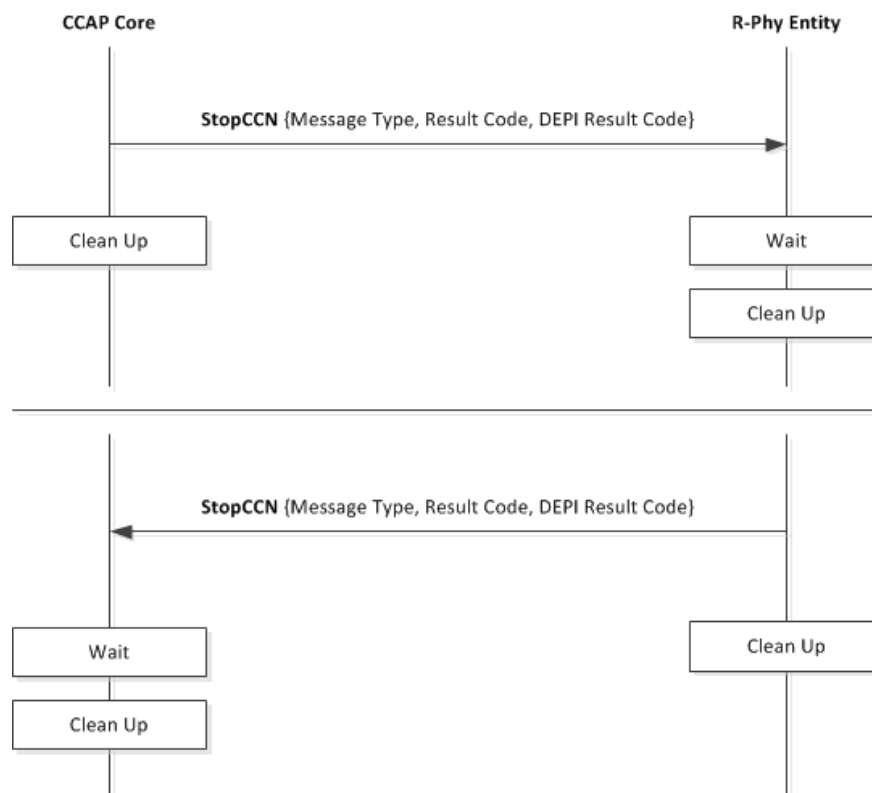 CCAP Core
R-Phy Entity
StopCCN {Message Type, Result Code, DEPI Result Code}
Clean Up
Wait
Clean Up
StopCCN {Message Type, Result Code, DEPI Result Code}
Wait
Clean Up
Clean Up